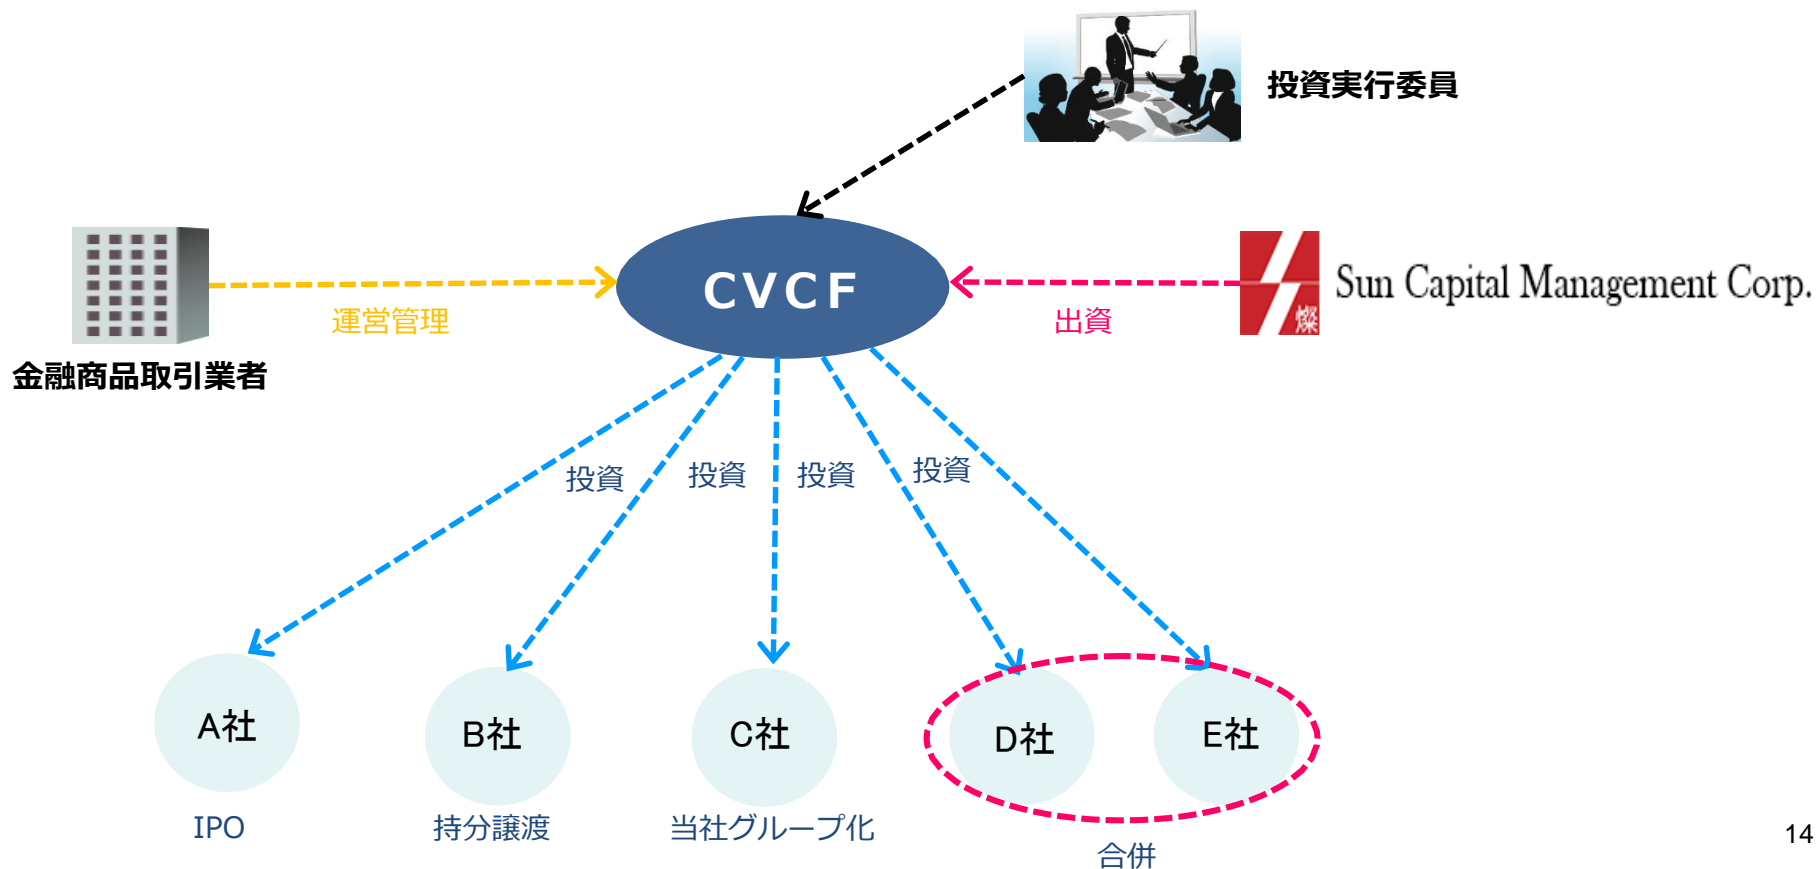 投資実行委員
CVCF
燦
Sun Capital Management Corp.
運営管理
出資
金融商品取引業者
投資
投資
投資
投資
A社
B社
C社
D社
E社
IPO
持分譲渡
当社グループ化
合併
14